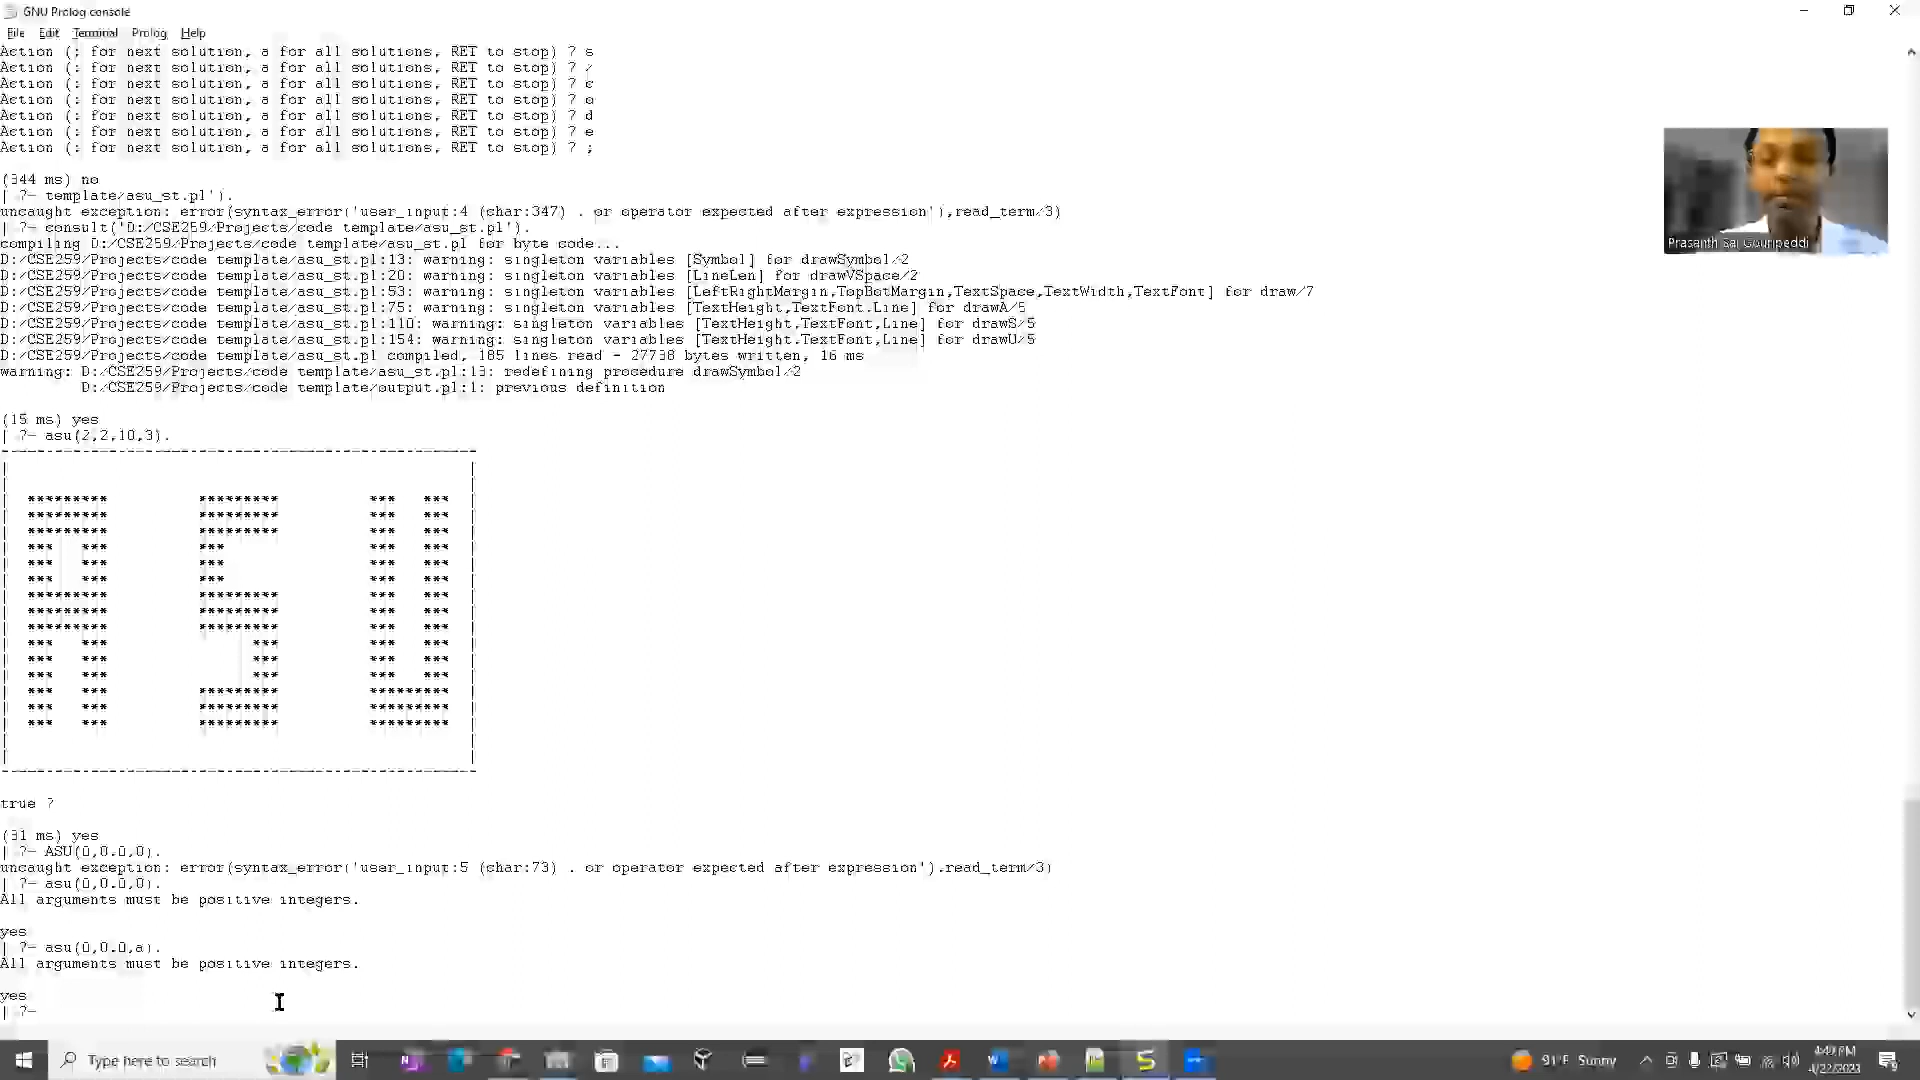 GNU Prolog console
File Edit Terminal Prolog Help
Action (; for next solution, a for all solutions, RET to stop) ? s
Action (; for next solution, a for all solutions, RET to stop) ? /
Action (; for next solution, a for all solutions, RET to stop) ? c
Action (; for next solution, a for all solutions, RET to stop) ? o
Action (; for next solution, a for all solutions, RET to stop) ? d
Action (; for next solution, a for all solutions, RET to stop) ? e
Action (; for next solution, a for all solutions, RET to stop) ? ;
(344 ms) no
| ?- template/asu_st.pl').
uncaught exception: error(syntax_error('user_input:4 (char:347) . or operator expected after expression'),read_term/3)
| ?- consult('D:/CSE259/Projects/code template/asu_st.pl').
compiling D:/CSE259/Projects/code template/asu_st.pl for byte code...
D:/CSE259/Projects/code template/asu_st.pl:13: warning: singleton variables [Symbol] for drawSymbol/2
D:/CSE259/Projects/code template/asu_st.pl:20: warning: singleton variables [LineLen] for drawVSpace/2
D:/CSE259/Projects/code template/asu_st.pl:53: warning: singleton variables [LeftRightMargin,TopBotMargin,TextSpace,TextWidth,TextFont] for draw/7
D:/CSE259/Projects/code template/asu_st.pl:75: warning: singleton variables [TextHeight,TextFont,Line] for drawA/5
D:/CSE259/Projects/code template/asu_st.pl:110: warning: singleton variables [TextHeight,TextFont,Line] for drawS/5
D:/CSE259/Projects/code template/asu_st.pl:154: warning: singleton variables [TextHeight,TextFont,Line] for drawU/5
D:/CSE259/Projects/code template/asu_st.pl compiled, 185 lines read - 27738 bytes written, 16 ms
warning: D:/CSE259/Projects/code template/asu_st.pl:13: redefining procedure drawSymbol/2
D:/CSE259/Projects/code template/output.pl:1: previous definition
(15 ms) yes
| ?- asu(2,2,10,3).
-----------------------------------------------------
|                                                   |
|                                                   |
|  *********          *********          ***   ***  |
|  *********          *********          ***   ***  |
|  *********          *********          ***   ***  |
|  ***   ***          ***                ***   ***  |
|  ***   ***          ***                ***   ***  |
|  ***   ***          ***                ***   ***  |
|  *********          *********          ***   ***  |
|  *********          *********          ***   ***  |
|  *********          *********          ***   ***  |
|  ***   ***                ***          ***   ***  |
|  ***   ***                ***          ***   ***  |
|  ***   ***                ***          ***   ***  |
|  ***   ***          *********          *********  |
|  ***   ***          *********          *********  |
|  ***   ***          *********          *********  |
|                                                   |
|                                                   |
-----------------------------------------------------
true ?
(31 ms) yes
| ?- ASU(0,0,0,0).
uncaught exception: error(syntax_error('user_input:5 (char:73) . or operator expected after expression'),read_term/3)
| ?- asu(0,0,0,0).
All arguments must be positive integers.
yes
| ?- asu(0,0,0,a).
All arguments must be positive integers.
yes
| ?-
Prasanth Sai Gouripeddi
Type here to search
91°F Sunny
4:49 PM
4/22/2023